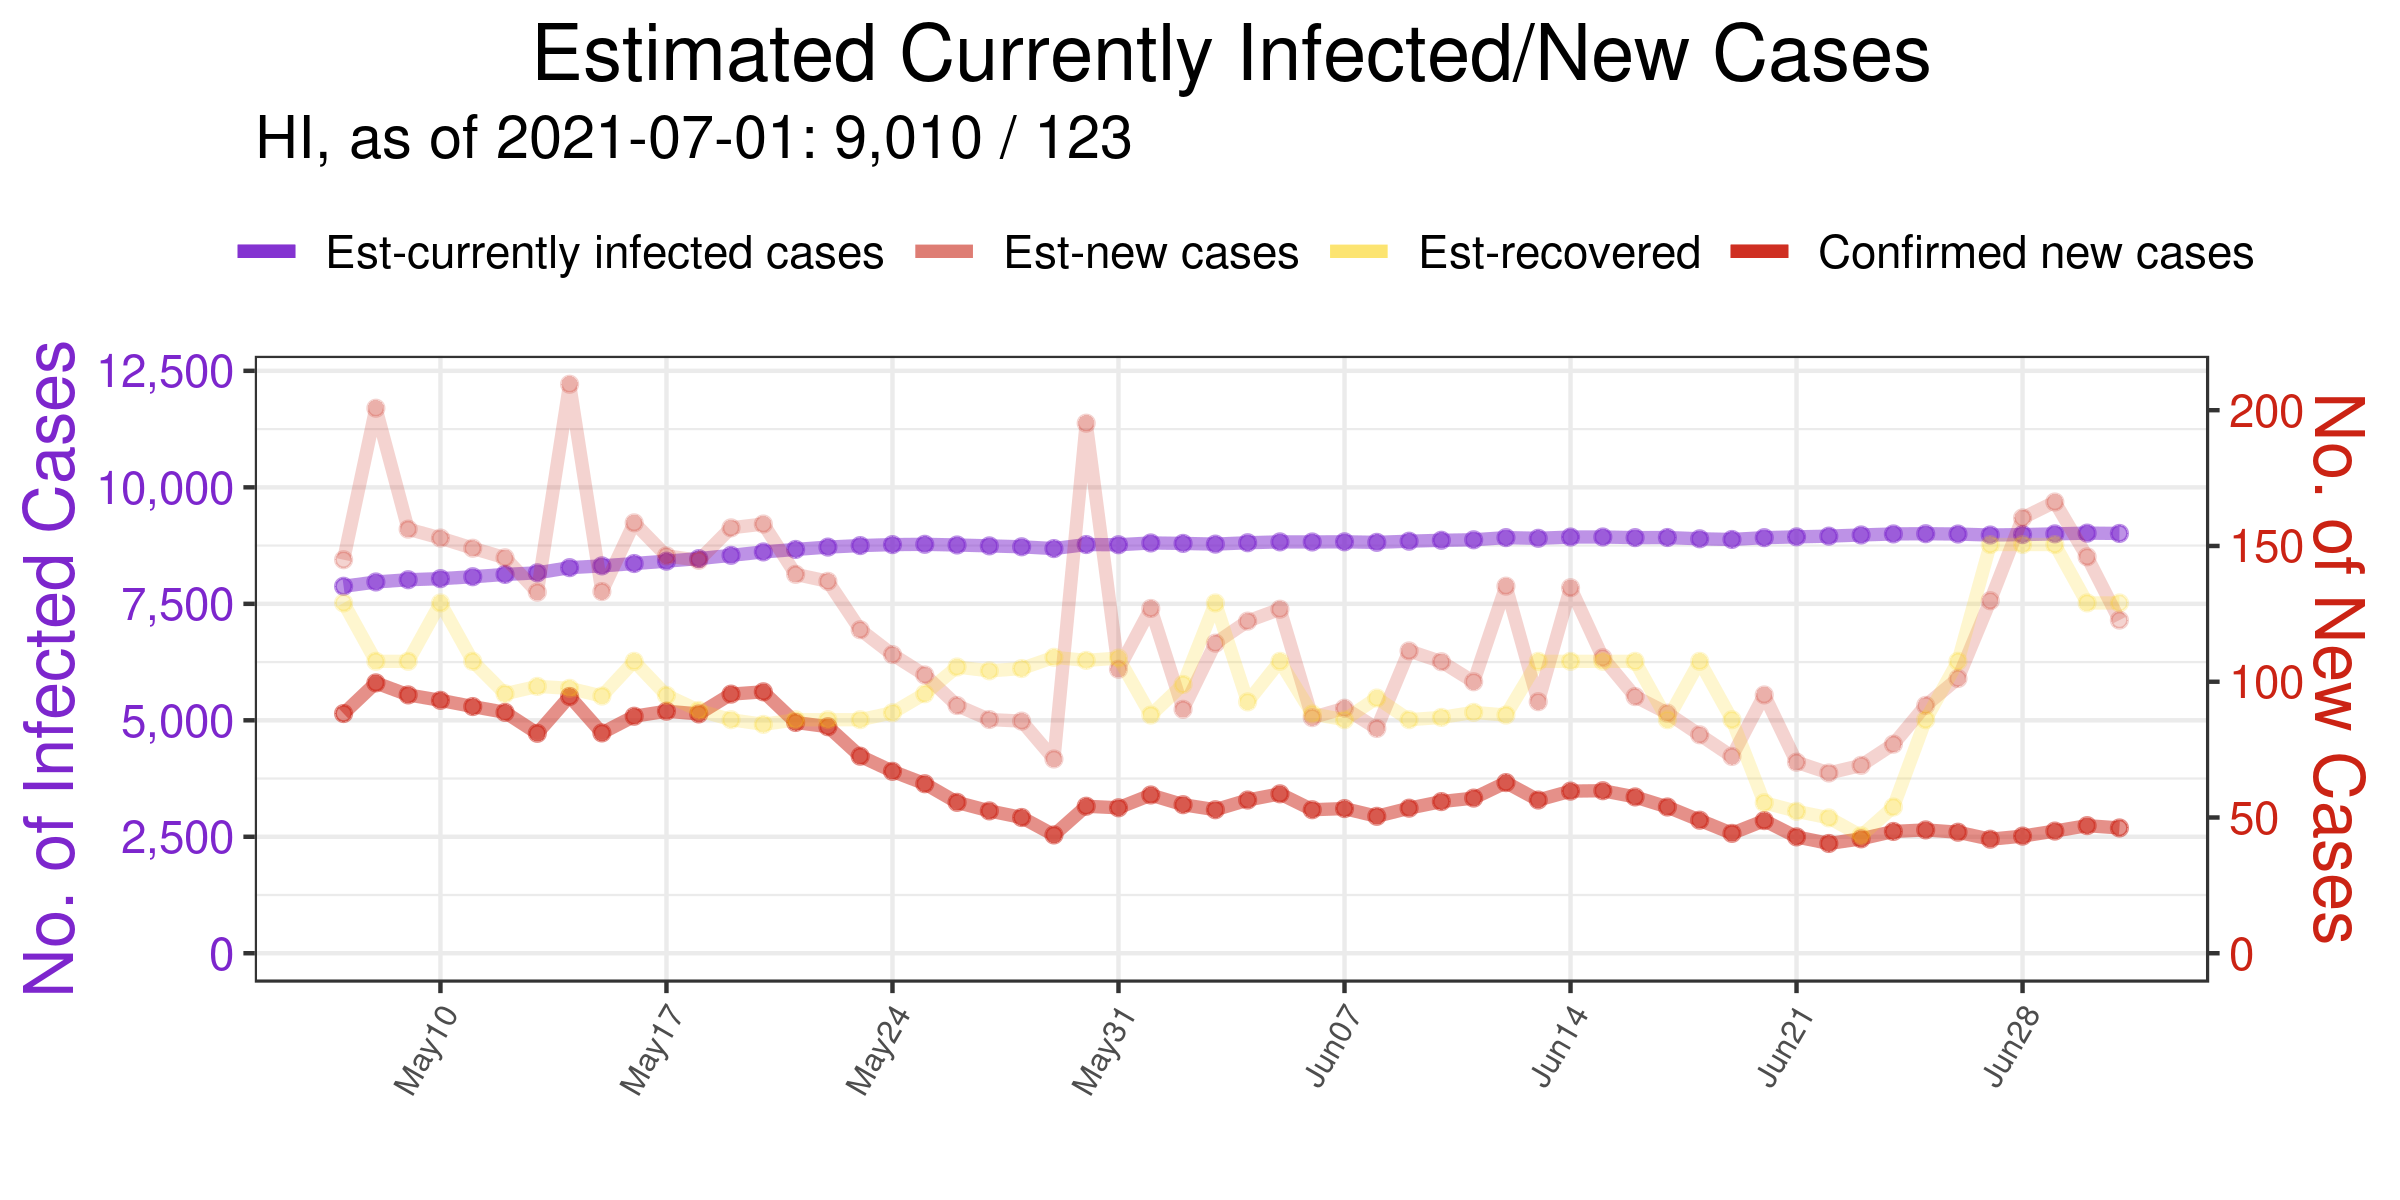 Estimated Currently Infected/New Cases
HI, as of 2021-07-01: 9,010 / 123
Est-currently infected cases
Est-new cases
Est-recovered
Confirmed new cases
No. of Infected Cases
12,500
10,000
7,500
5,000
2,500
0
200
150
100
50
0
No. of New Cases
May10
May17
May24
May31
Jun07
Jun14
Jun21
Jun28